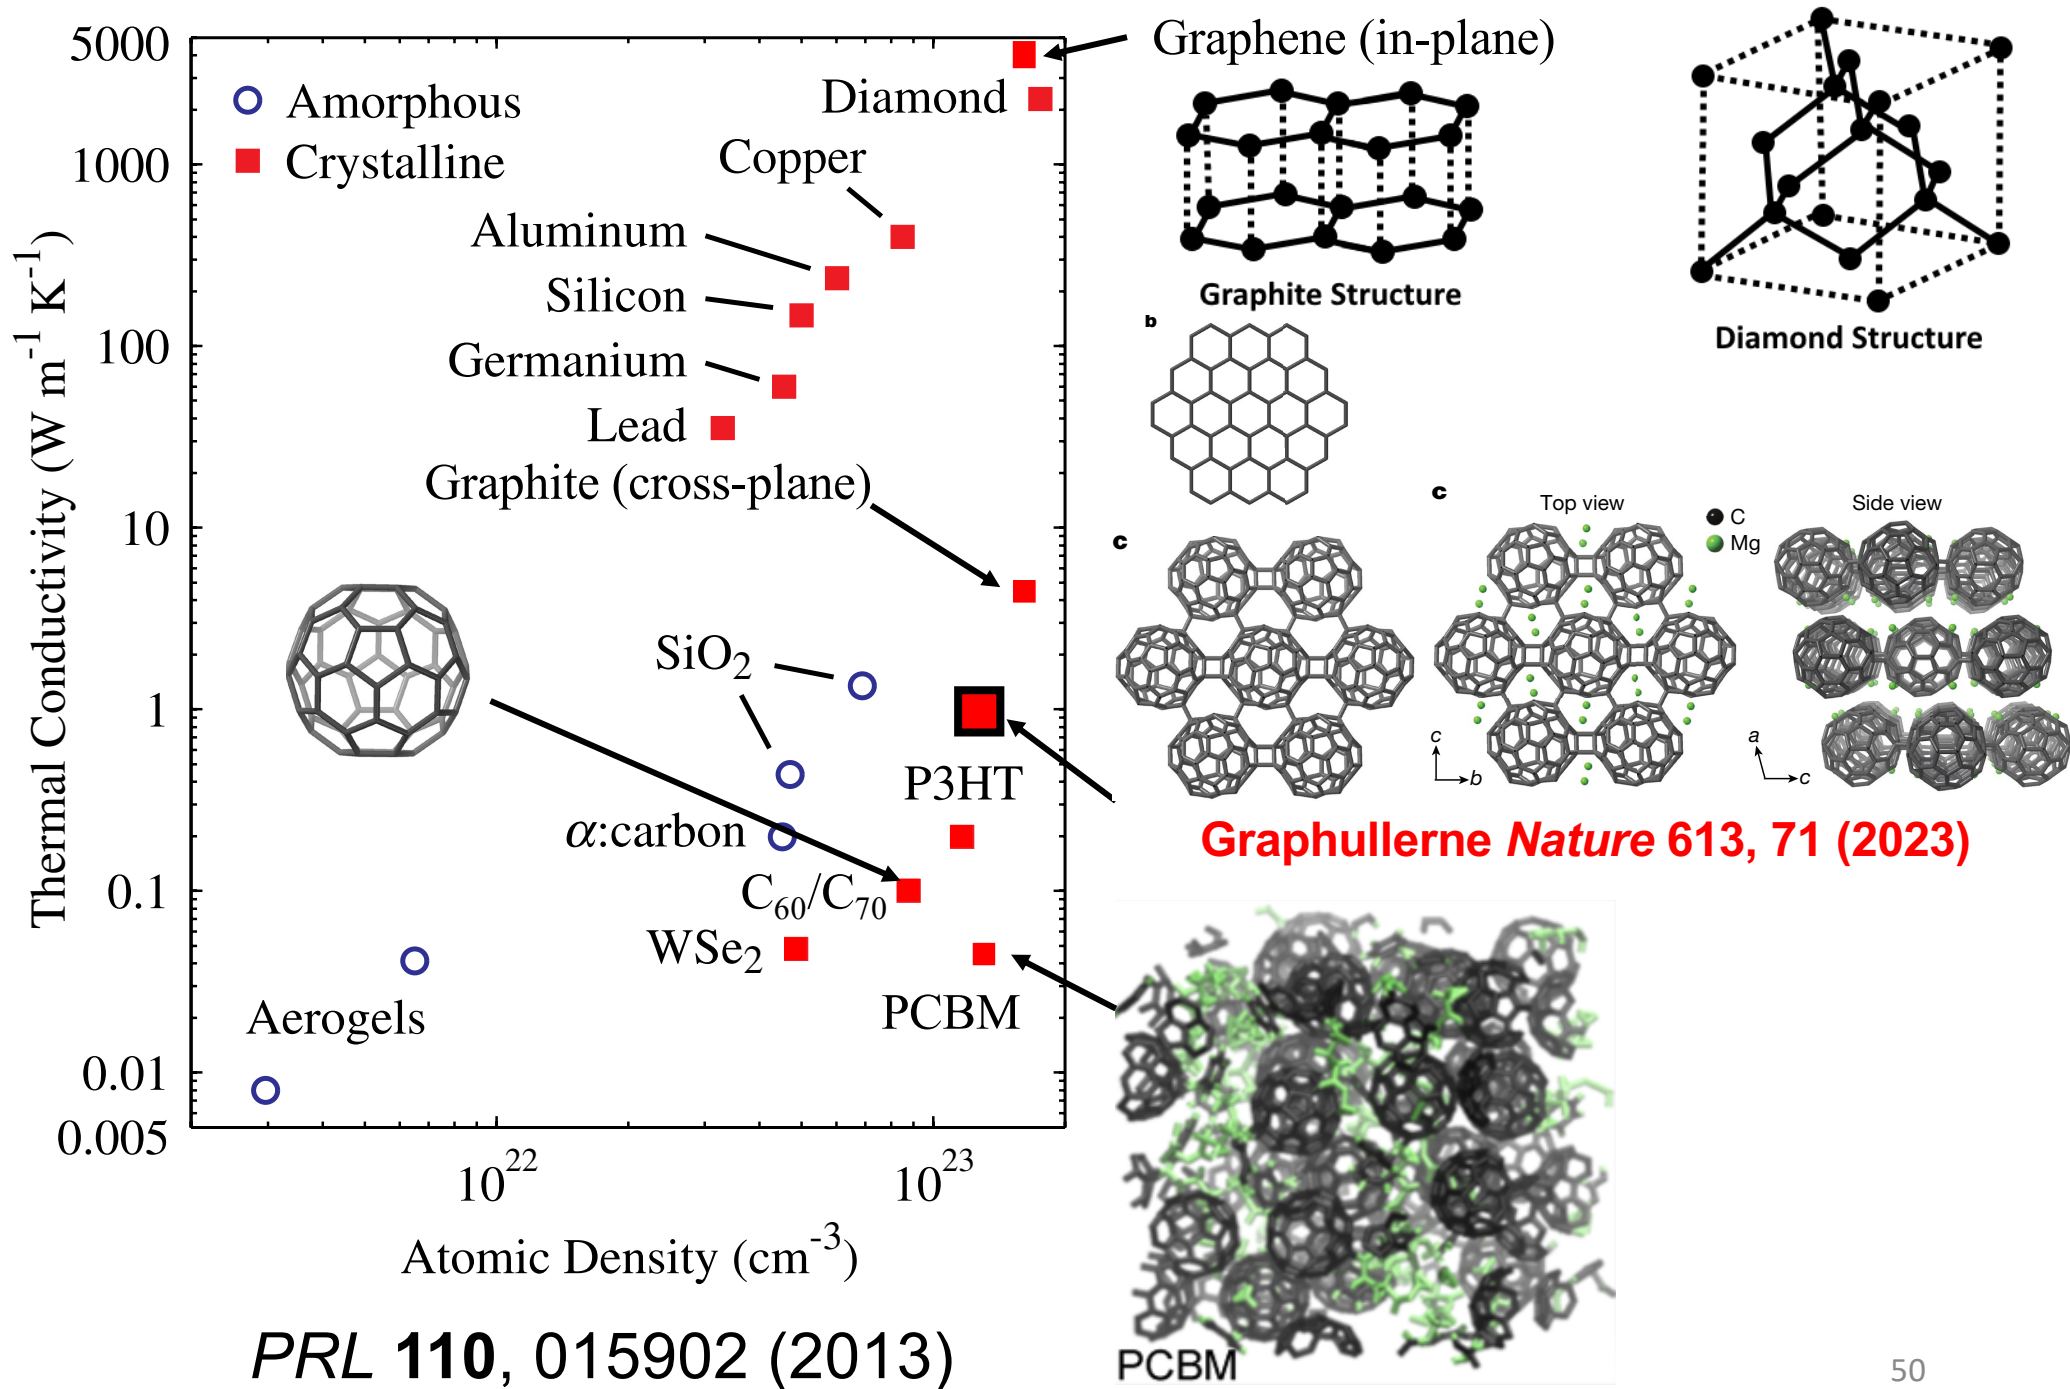 5000
1000
100
10
1
0.1
0.01
0.005
Thermal Conductivity (W m⁻¹ K⁻¹)
Amorphous
Crystalline
Graphene (in-plane)
Diamond
Copper
Aluminum
Silicon
Germanium
Lead
Graphite (cross-plane)
SiO₂
P3HT
α:carbon
C₆₀/C₇₀
WSe₂
PCBM
Aerogels
10²²
10²³
Atomic Density (cm⁻³)
PRL 110, 015902 (2013)
Graphite Structure
Diamond Structure
b
c
c
Top view
C
Mg
Side view
c
b
a
c
Graphullerne Nature 613, 71 (2023)
PCBM
50